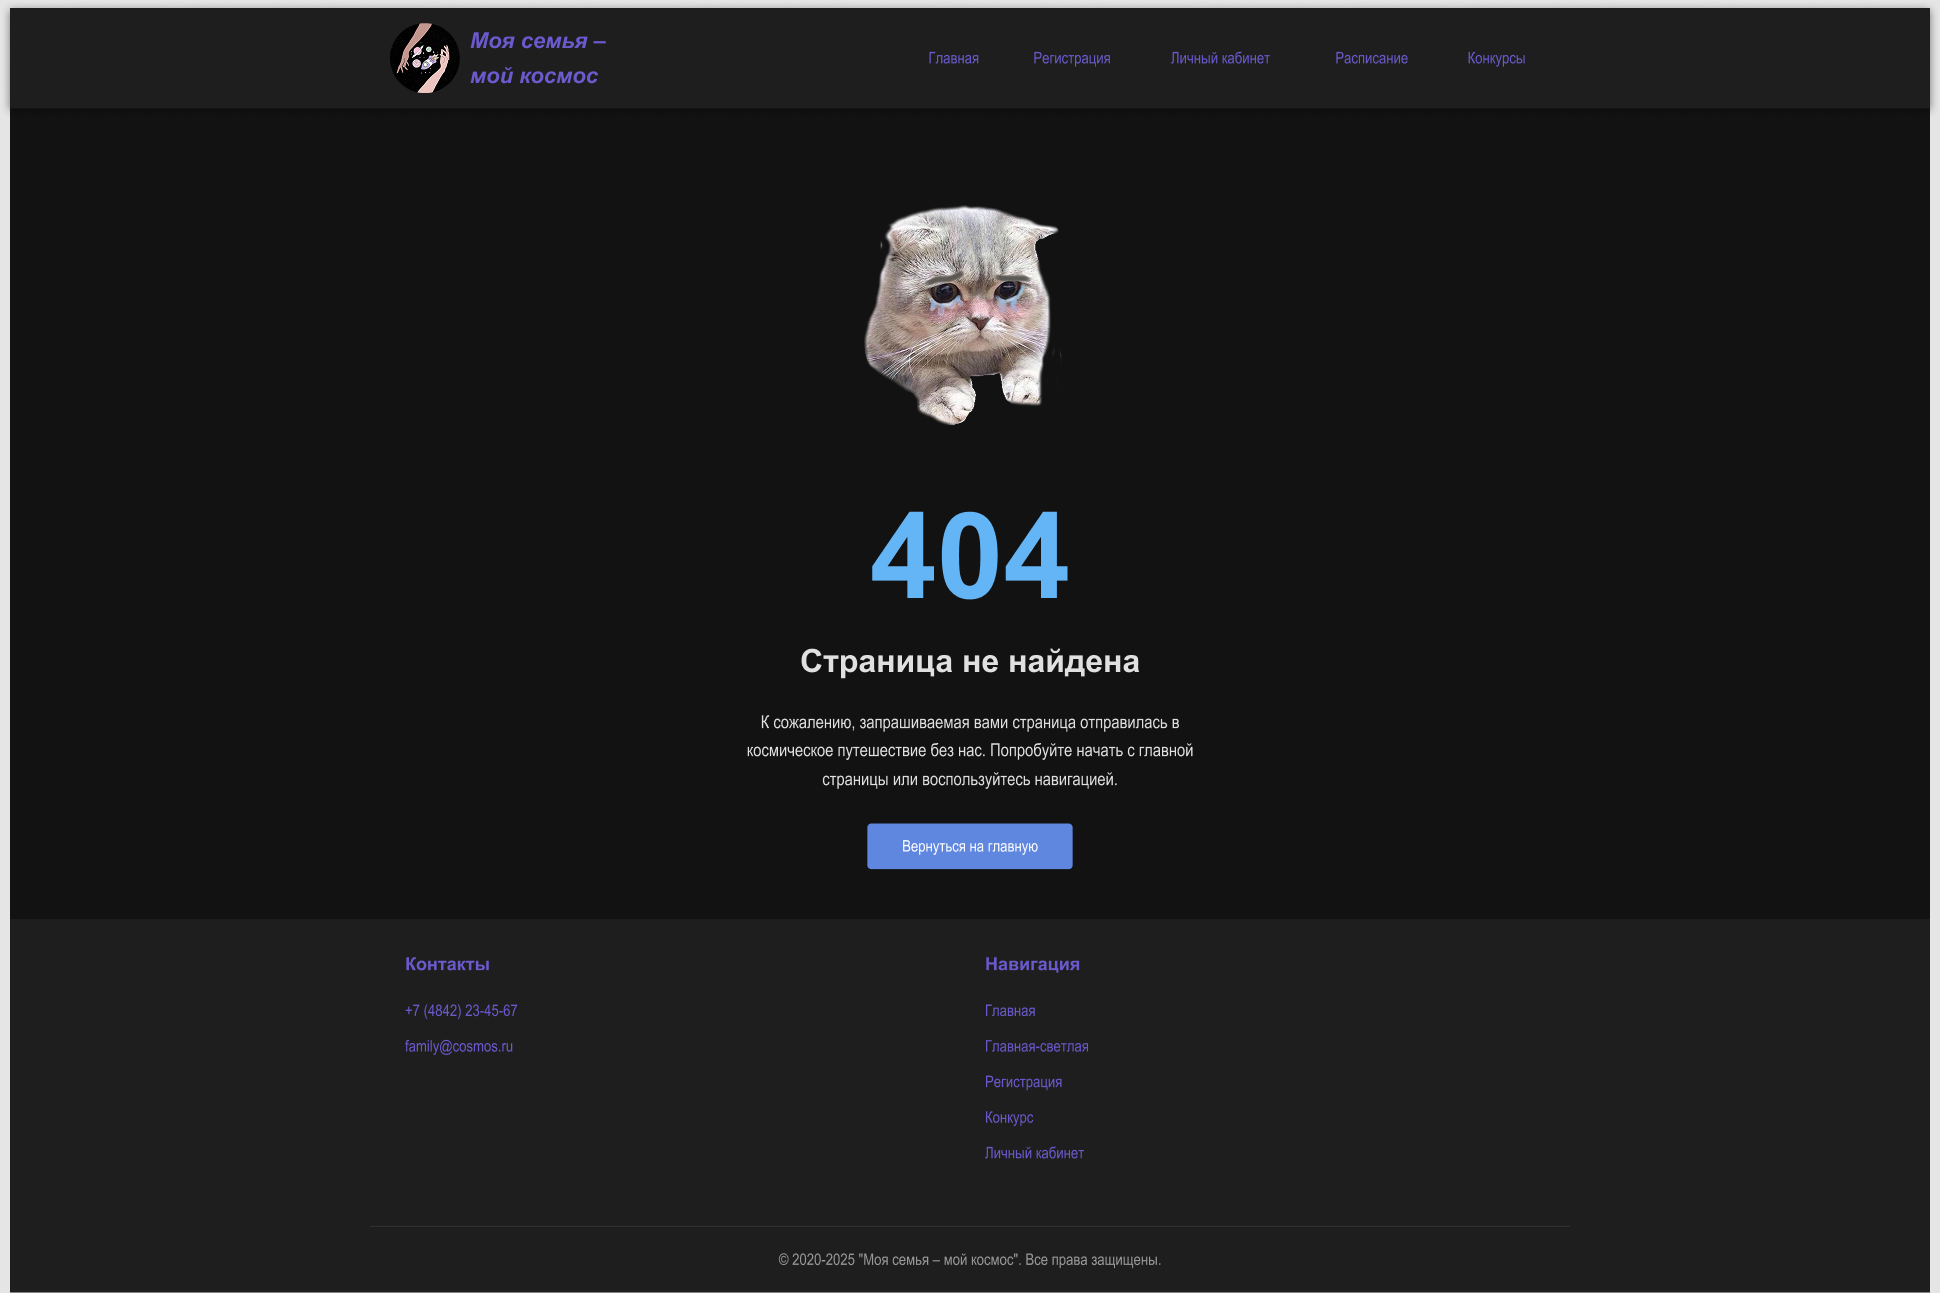 Моя семья –
мой космос
Главная
Регистрация
Личный кабинет
Расписание
Конкурсы
404
Страница не найдена
К сожалению, запрашиваемая вами страница отправилась в
космическое путешествие без нас. Попробуйте начать с главной
страницы или воспользуйтесь навигацией.
Вернуться на главную
Контакты
+7 (4842) 23-45-67
family@cosmos.ru
Навигация
Главная
Главная-светлая
Регистрация
Конкурс
Личный кабинет
© 2020-2025 "Моя семья – мой космос". Все права защищены.